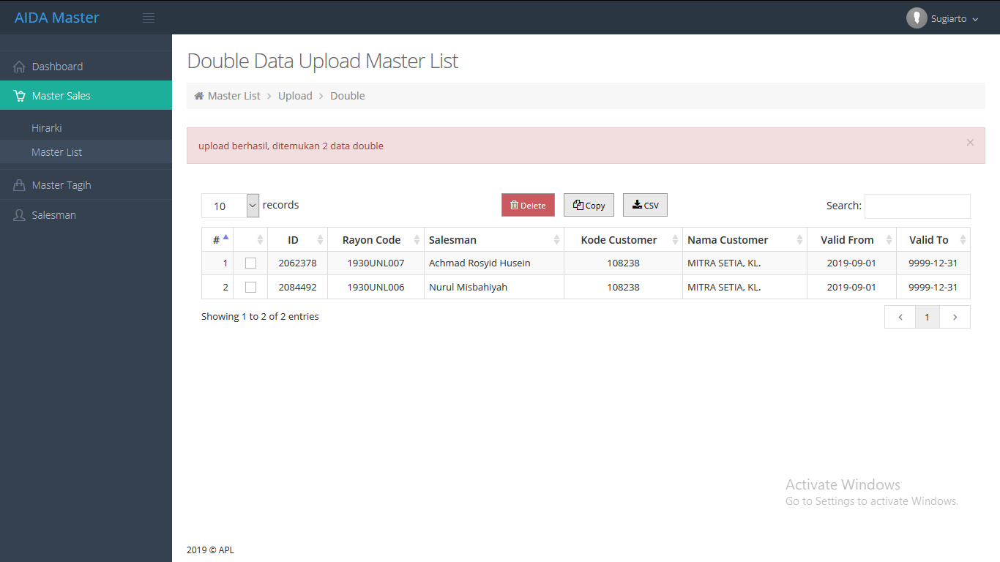 AIDA Master
Sugiarto
Dashboard
Master Sales
Hirarki
Master List
Master Tagih
Salesman
Double Data Upload Master List
Master List > Upload > Double
upload berhasil, ditemukan 2 data double ×
10 records Delete Copy CSV Search:
# ID Rayon Code Salesman Kode Customer Nama Customer Valid From Valid To
1 2062378 1930UNL007 Achmad Rosyid Husein 108238 MITRA SETIA, KL. 2019-09-01 9999-12-31
2 2084492 1930UNL006 Nurul Misbahiyah 108238 MITRA SETIA, KL. 2019-09-01 9999-12-31
Showing 1 to 2 of 2 entries < 1 >
Activate Windows
Go to Settings to activate Windows.
2019 © APL